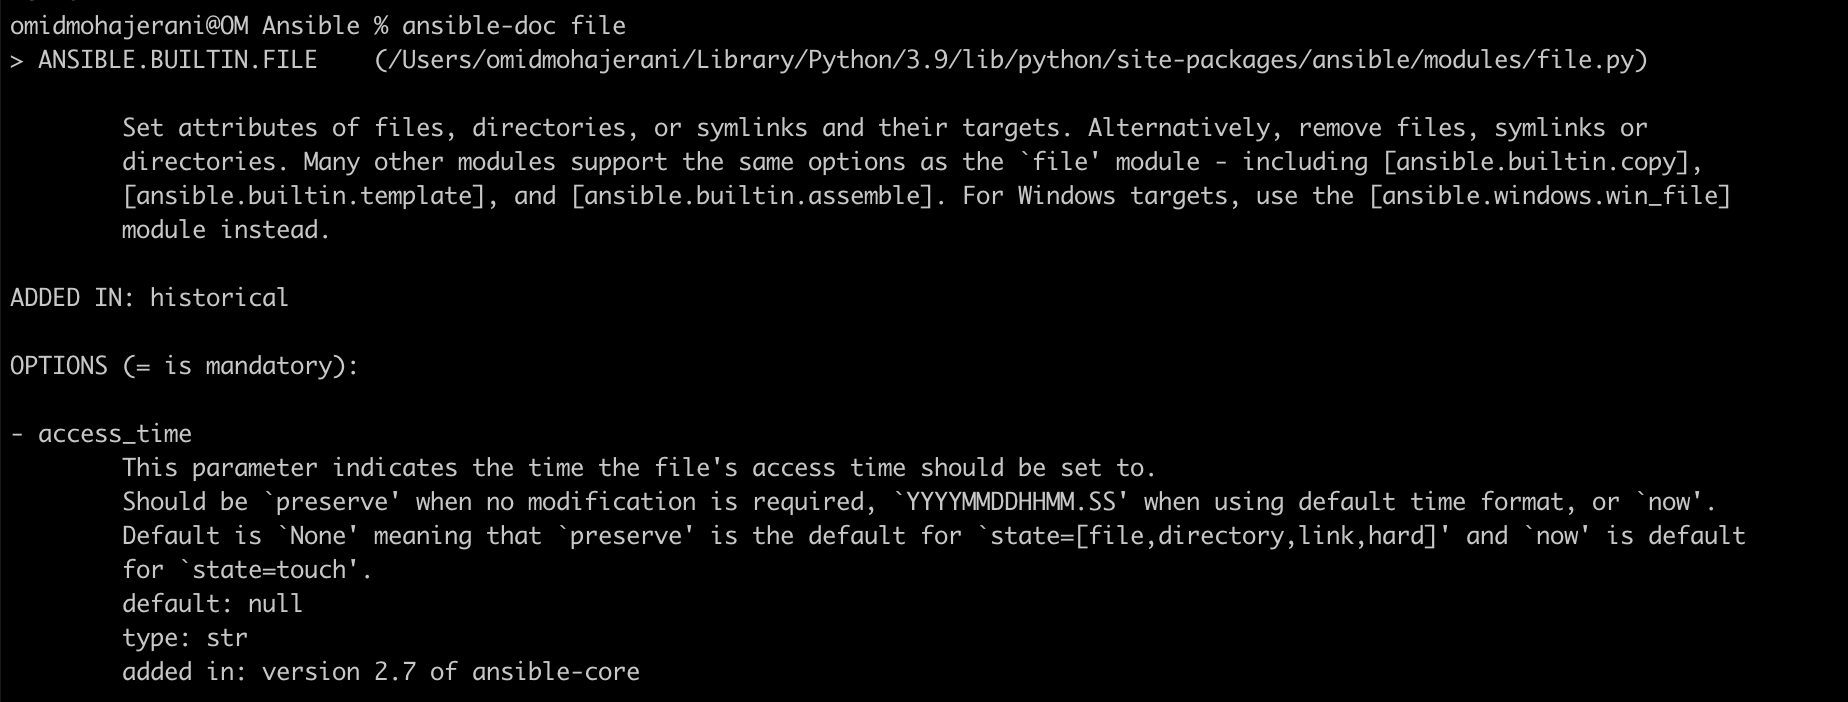 omidmohajerani@OM Ansible % ansible-doc file
> ANSIBLE.BUILTIN.FILE    (/Users/omidmohajerani/Library/Python/3.9/lib/python/site-packages/ansible/modules/file.py)
Set attributes of files, directories, or symlinks and their targets. Alternatively, remove files, symlinks or
directories. Many other modules support the same options as the `file' module - including [ansible.builtin.copy],
[ansible.builtin.template], and [ansible.builtin.assemble]. For Windows targets, use the [ansible.windows.win_file]
module instead.
ADDED IN: historical
OPTIONS (= is mandatory):
- access_time
This parameter indicates the time the file's access time should be set to.
Should be `preserve' when no modification is required, `YYYYMMDDHHMM.SS' when using default time format, or `now'.
Default is `None' meaning that `preserve' is the default for `state=[file,directory,link,hard]' and `now' is default
for `state=touch'.
default: null
type: str
added in: version 2.7 of ansible-core